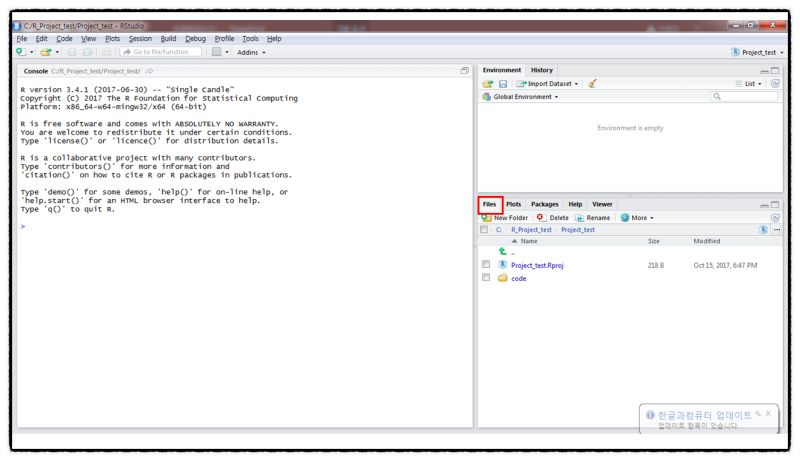 C:/R_Project_test/Project_test - RStudio
File Edit Code View Plots Session Build Debug Profile Tools Help
Go to file/function Addins Project_test
Console C:/R_Project_test/Project_test/
R version 3.4.1 (2017-06-30) -- "Single Candle"
Copyright (C) 2017 The R Foundation for Statistical Computing
Platform: x86_64-w64-mingw32/x64 (64-bit)
R is free software and comes with ABSOLUTELY NO WARRANTY.
You are welcome to redistribute it under certain conditions.
Type 'license()' or 'licence()' for distribution details.
R is a collaborative project with many contributors.
Type 'contributors()' for more information and
'citation()' on how to cite R or R packages in publications.
Type 'demo()' for some demos, 'help()' for on-line help, or
'help.start()' for an HTML browser interface to help.
Type 'q()' to quit R.
>
Environment History
Import Dataset List
Global Environment
Environment is empty
Files Plots Packages Help Viewer
New Folder Delete Rename More
C: R_Project_test Project_test
Name Size Modified
..
Project_test.Rproj 218 B Oct 15, 2017, 6:47 PM
code
한글과컴퓨터 업데이트
업데이트 항목이 있습니다.